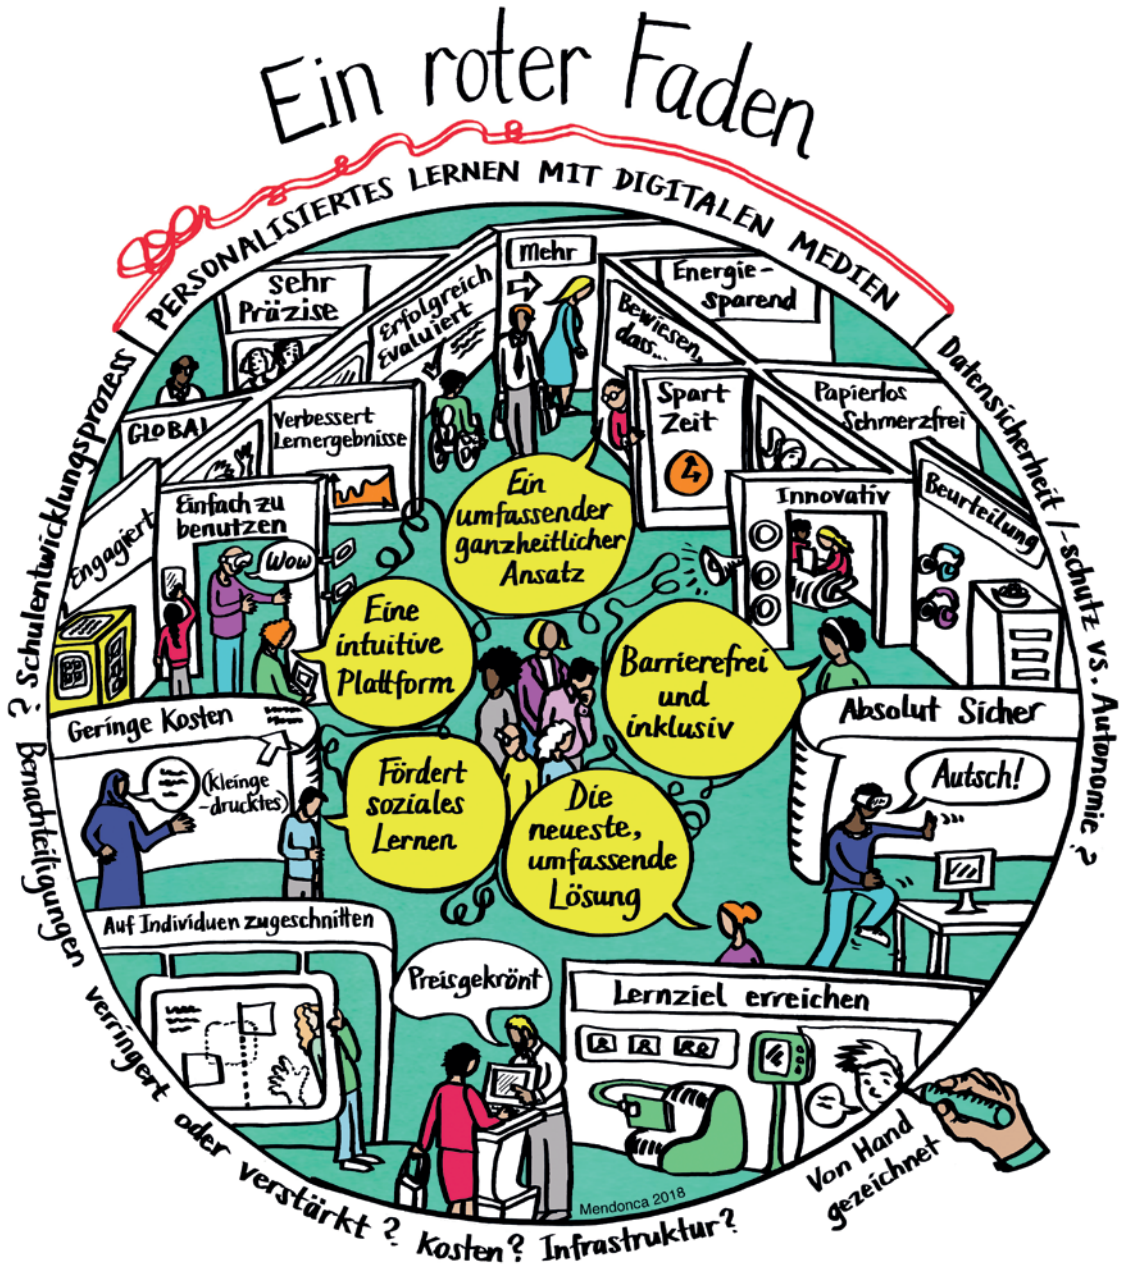 Ein roter Faden
PERSONALISIERTES LERNEN MIT DIGITALEN MEDIEN
Datensicherheit /-schutz vs. Autonomie?
? Schulentwicklungsprozess
Benachteiligungen verringert oder verstärkt? Kosten? Infrastruktur?
Mehr
Sehr
Präzise
Erfolgreich
Evaluiert
Energie-
sparend
Bewiesen,
dass...
GLOBAL
Verbessert
Lernergebnisse
Spart
Zeit
Papierlos
Schmerzfrei
Engagiert
Einfach zu
benutzen
Wow
Ein
umfassender
ganzheitlicher
Ansatz
Innovativ
Beurteilung
Eine
intuitive
Plattform
Barrierefrei
und
inklusiv
Geringe Kosten
(Kleinge
-drucktes)
Fördert
soziales
Lernen
Die
neueste,
umfassende
Lösung
Absolut Sicher
Autsch!
Auf Individuen zugeschnitten
Preisgekrönt
Lernziel erreichen
Von Hand
gezeichnet
Mendonca 2018